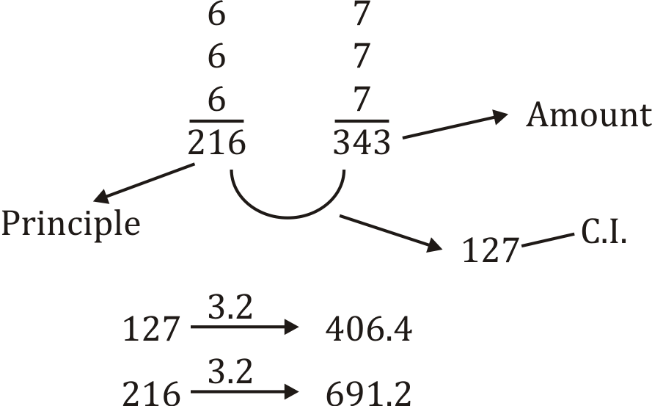 6 7
6 7
6 7
216 343 Amount
Principle
127 C.I.
127 3.2 406.4
216 3.2 691.2